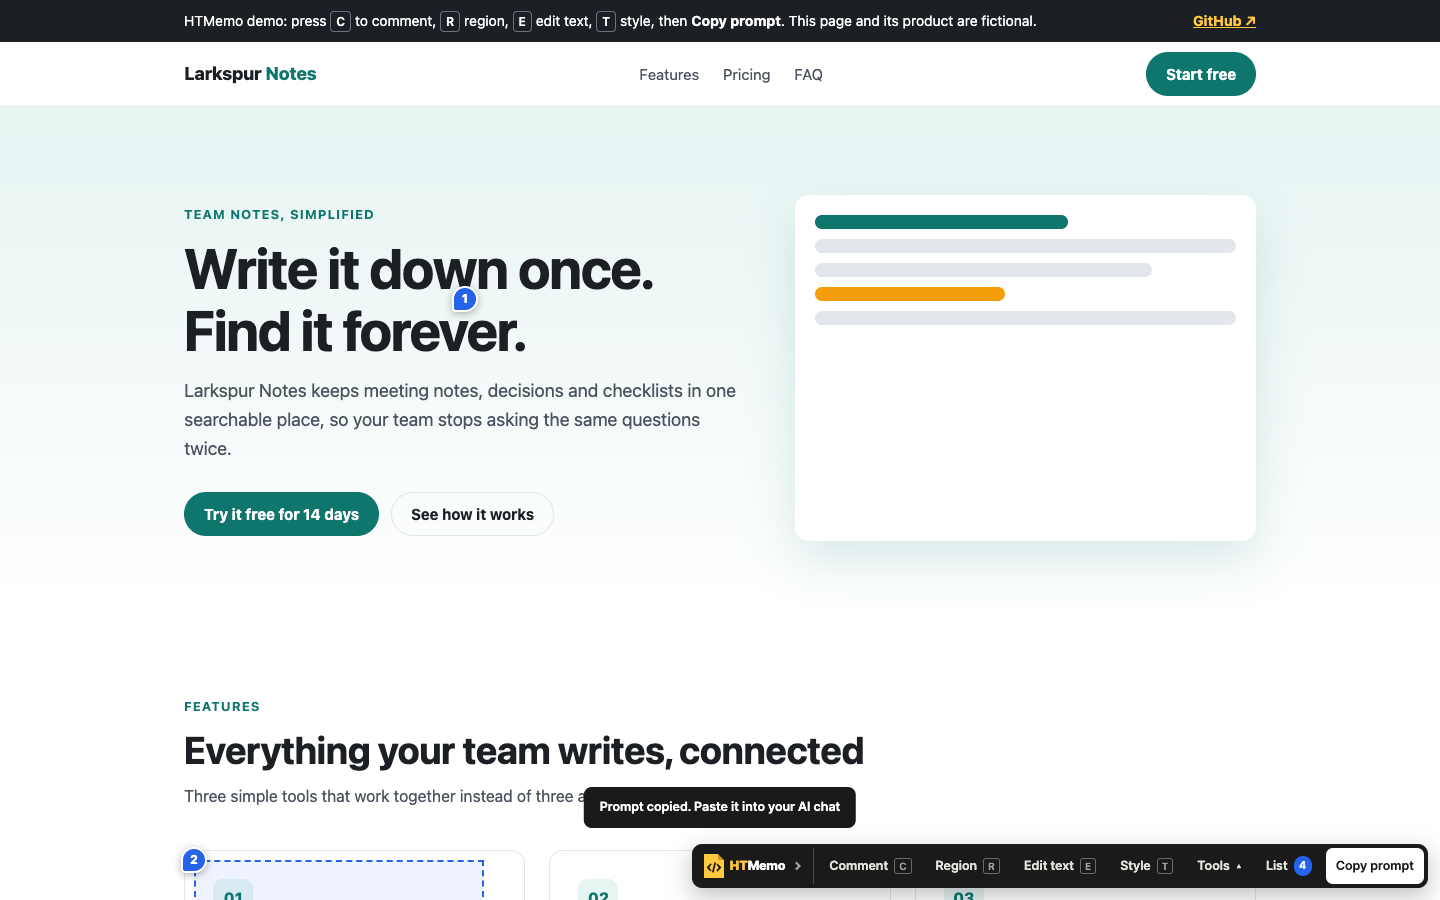 HTMemo demo: press C to comment, R region, E edit text, T style, then Copy prompt. This page and its product are fictional.
GitHub ↗
Larkspur Notes
Features
Pricing
FAQ
Start free
TEAM NOTES, SIMPLIFIED
Write it down once.
1
Find it forever.
Larkspur Notes keeps meeting notes, decisions and checklists in one
searchable place, so your team stops asking the same questions
twice.
Try it free for 14 days
See how it works
FEATURES
Everything your team writes, connected
Three simple tools that work together instead of three
Prompt copied. Paste it into your AI chat
2
01
02
03
HTMemo
Comment C
Region R
Edit text E
Style T
Tools
List 4
Copy prompt